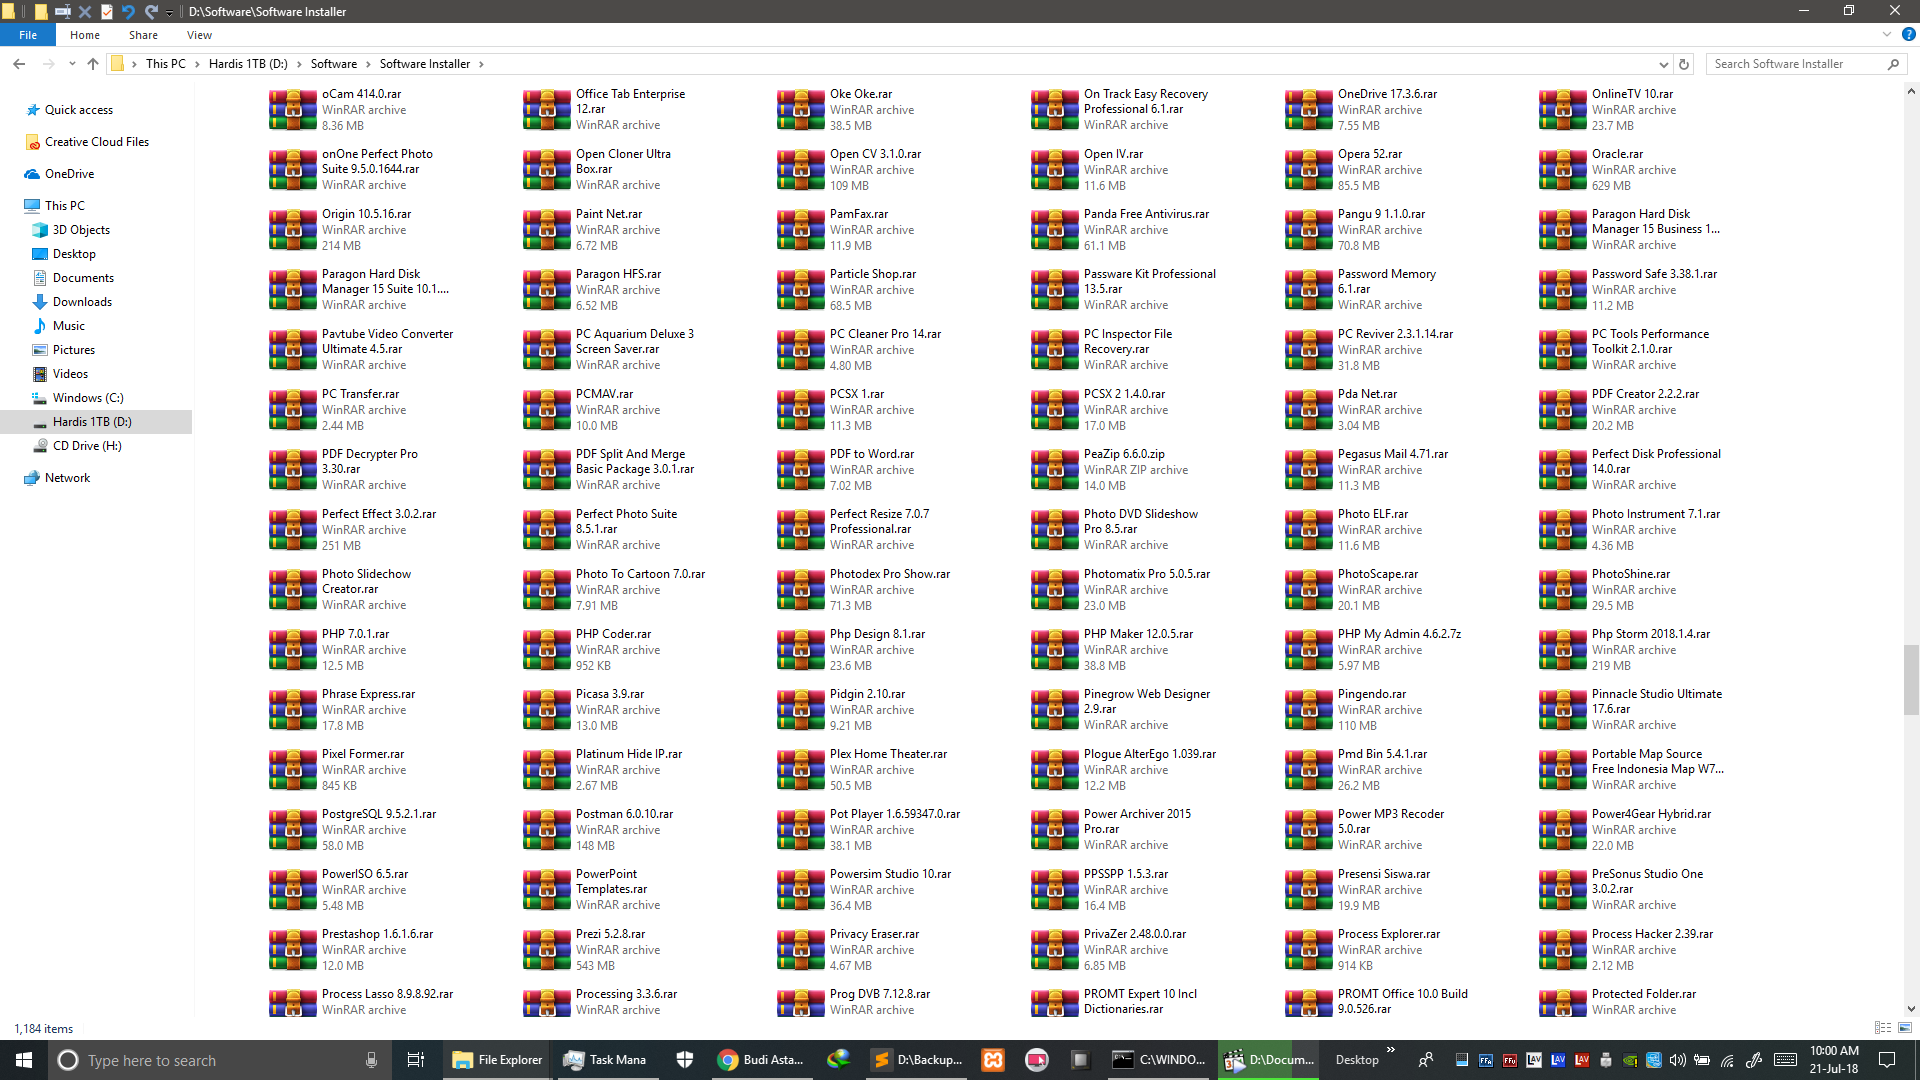 D:\Software\Software Installer
File Home Share View
This PC Hardis 1TB (D:) Software Software Installer
Search Software Installer
Quick access
Creative Cloud Files
OneDrive
This PC
3D Objects
Desktop
Documents
Downloads
Music
Pictures
Videos
Windows (C:)
Hardis 1TB (D:)
CD Drive (H:)
Network
oCam 414.0.rar
WinRAR archive
8.36 MB
Office Tab Enterprise
12.rar
WinRAR archive
Oke Oke.rar
WinRAR archive
38.5 MB
On Track Easy Recovery
Professional 6.1.rar
WinRAR archive
OneDrive 17.3.6.rar
WinRAR archive
7.55 MB
OnlineTV 10.rar
WinRAR archive
23.7 MB
onOne Perfect Photo
Suite 9.5.0.1644.rar
WinRAR archive
Open Cloner Ultra
Box.rar
WinRAR archive
Open CV 3.1.0.rar
WinRAR archive
109 MB
Open IV.rar
WinRAR archive
11.6 MB
Opera 52.rar
WinRAR archive
85.5 MB
Oracle.rar
WinRAR archive
629 MB
Origin 10.5.16.rar
WinRAR archive
214 MB
Paint Net.rar
WinRAR archive
6.72 MB
PamFax.rar
WinRAR archive
11.9 MB
Panda Free Antivirus.rar
WinRAR archive
61.1 MB
Pangu 9 1.1.0.rar
WinRAR archive
70.8 MB
Paragon Hard Disk
Manager 15 Business 1...
WinRAR archive
Paragon Hard Disk
Manager 15 Suite 10.1....
WinRAR archive
Paragon HFS.rar
WinRAR archive
6.52 MB
Particle Shop.rar
WinRAR archive
68.5 MB
Passware Kit Professional
13.5.rar
WinRAR archive
Password Memory
6.1.rar
WinRAR archive
Password Safe 3.38.1.rar
WinRAR archive
11.2 MB
Pavtube Video Converter
Ultimate 4.5.rar
WinRAR archive
PC Aquarium Deluxe 3
Screen Saver.rar
WinRAR archive
PC Cleaner Pro 14.rar
WinRAR archive
4.80 MB
PC Inspector File
Recovery.rar
WinRAR archive
PC Reviver 2.3.1.14.rar
WinRAR archive
31.8 MB
PC Tools Performance
Toolkit 2.1.0.rar
WinRAR archive
PC Transfer.rar
WinRAR archive
2.44 MB
PCMAV.rar
WinRAR archive
10.0 MB
PCSX 1.rar
WinRAR archive
11.3 MB
PCSX 2 1.4.0.rar
WinRAR archive
17.0 MB
Pda Net.rar
WinRAR archive
3.04 MB
PDF Creator 2.2.2.rar
WinRAR archive
20.2 MB
PDF Decrypter Pro
3.30.rar
WinRAR archive
PDF Split And Merge
Basic Package 3.0.1.rar
WinRAR archive
PDF to Word.rar
WinRAR archive
7.02 MB
PeaZip 6.6.0.zip
WinRAR ZIP archive
14.0 MB
Pegasus Mail 4.71.rar
WinRAR archive
11.3 MB
Perfect Disk Professional
14.0.rar
WinRAR archive
Perfect Effect 3.0.2.rar
WinRAR archive
251 MB
Perfect Photo Suite
8.5.1.rar
WinRAR archive
Perfect Resize 7.0.7
Professional.rar
WinRAR archive
Photo DVD Slideshow
Pro 8.5.rar
WinRAR archive
Photo ELF.rar
WinRAR archive
11.6 MB
Photo Instrument 7.1.rar
WinRAR archive
4.36 MB
Photo Slidechow
Creator.rar
WinRAR archive
Photo To Cartoon 7.0.rar
WinRAR archive
7.91 MB
Photodex Pro Show.rar
WinRAR archive
71.3 MB
Photomatix Pro 5.0.5.rar
WinRAR archive
23.0 MB
PhotoScape.rar
WinRAR archive
20.1 MB
PhotoShine.rar
WinRAR archive
29.5 MB
PHP 7.0.1.rar
WinRAR archive
12.5 MB
PHP Coder.rar
WinRAR archive
952 KB
Php Design 8.1.rar
WinRAR archive
23.6 MB
PHP Maker 12.0.5.rar
WinRAR archive
38.8 MB
PHP My Admin 4.6.2.7z
WinRAR archive
5.97 MB
Php Storm 2018.1.4.rar
WinRAR archive
219 MB
Phrase Express.rar
WinRAR archive
17.8 MB
Picasa 3.9.rar
WinRAR archive
13.0 MB
Pidgin 2.10.rar
WinRAR archive
9.21 MB
Pinegrow Web Designer
2.9.rar
WinRAR archive
Pingendo.rar
WinRAR archive
110 MB
Pinnacle Studio Ultimate
17.6.rar
WinRAR archive
Pixel Former.rar
WinRAR archive
845 KB
Platinum Hide IP.rar
WinRAR archive
2.67 MB
Plex Home Theater.rar
WinRAR archive
50.5 MB
Plogue AlterEgo 1.039.rar
WinRAR archive
12.2 MB
Pmd Bin 5.4.1.rar
WinRAR archive
26.2 MB
Portable Map Source
Free Indonesia Map W7...
WinRAR archive
PostgreSQL 9.5.2.1.rar
WinRAR archive
58.0 MB
Postman 6.0.10.rar
WinRAR archive
148 MB
Pot Player 1.6.59347.0.rar
WinRAR archive
38.1 MB
Power Archiver 2015
Pro.rar
WinRAR archive
Power MP3 Recoder
5.0.rar
WinRAR archive
Power4Gear Hybrid.rar
WinRAR archive
22.0 MB
PowerISO 6.5.rar
WinRAR archive
5.48 MB
PowerPoint
Templates.rar
WinRAR archive
Powersim Studio 10.rar
WinRAR archive
36.4 MB
PPSSPP 1.5.3.rar
WinRAR archive
16.4 MB
Presensi Siswa.rar
WinRAR archive
19.9 MB
PreSonus Studio One
3.0.2.rar
WinRAR archive
Prestashop 1.6.1.6.rar
WinRAR archive
12.0 MB
Prezi 5.2.8.rar
WinRAR archive
543 MB
Privacy Eraser.rar
WinRAR archive
4.67 MB
PrivaZer 2.48.0.0.rar
WinRAR archive
6.85 MB
Process Explorer.rar
WinRAR archive
914 KB
Process Hacker 2.39.rar
WinRAR archive
2.12 MB
Process Lasso 8.9.8.92.rar
WinRAR archive
Processing 3.3.6.rar
WinRAR archive
Prog DVB 7.12.8.rar
WinRAR archive
PROMT Expert 10 Incl
Dictionaries.rar
PROMT Office 10.0 Build
9.0.526.rar
Protected Folder.rar
WinRAR archive
1,184 items
Type here to search
File Explorer
Task Mana
Budi Asta...
D:\Backup...
C:\WINDO...
D:\Docum...
Desktop
10:00 AM
21-Jul-18